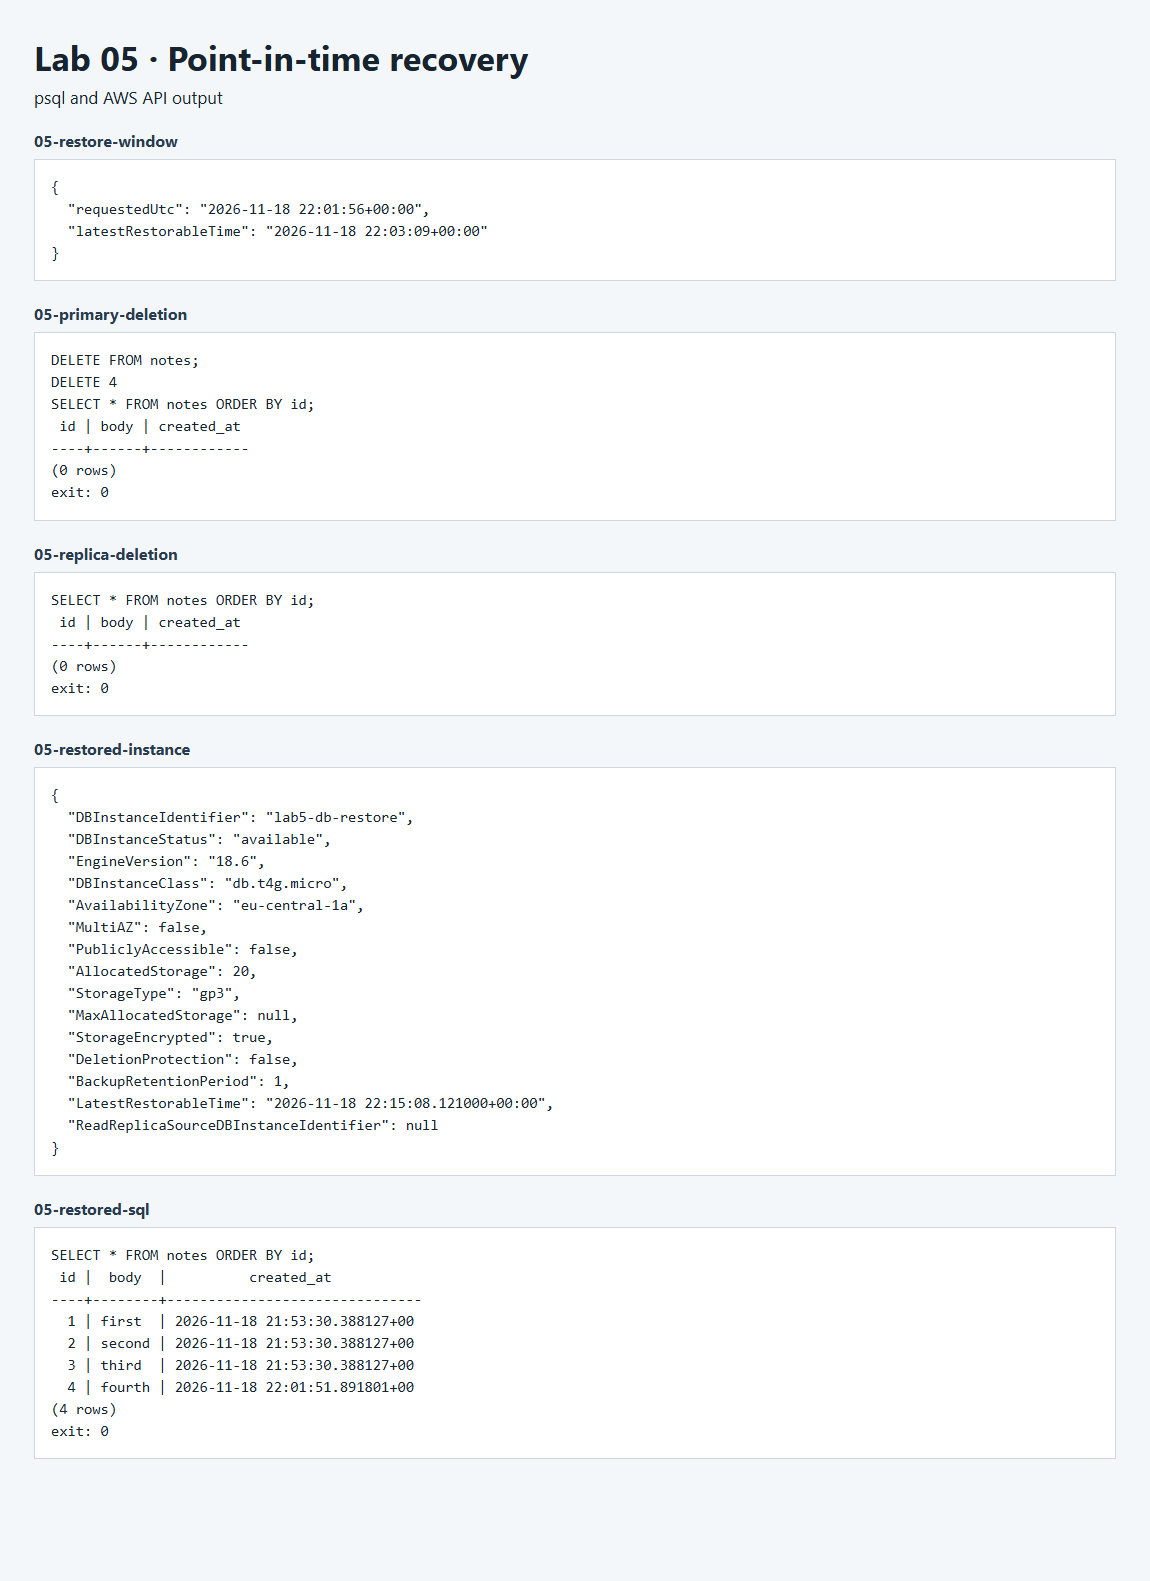 Lab 05 · Point-in-time recovery
psql and AWS API output
05-restore-window
{
  "requestedUtc": "2026-11-18 22:01:56+00:00",
  "latestRestorableTime": "2026-11-18 22:03:09+00:00"
}
05-primary-deletion
DELETE FROM notes;
DELETE 4
SELECT * FROM notes ORDER BY id;
 id | body | created_at
----+------+------------
(0 rows)
exit: 0
05-replica-deletion
SELECT * FROM notes ORDER BY id;
 id | body | created_at
----+------+------------
(0 rows)
exit: 0
05-restored-instance
{
  "DBInstanceIdentifier": "lab5-db-restore",
  "DBInstanceStatus": "available",
  "EngineVersion": "18.6",
  "DBInstanceClass": "db.t4g.micro",
  "AvailabilityZone": "eu-central-1a",
  "MultiAZ": false,
  "PubliclyAccessible": false,
  "AllocatedStorage": 20,
  "StorageType": "gp3",
  "MaxAllocatedStorage": null,
  "StorageEncrypted": true,
  "DeletionProtection": false,
  "BackupRetentionPeriod": 1,
  "LatestRestorableTime": "2026-11-18 22:15:08.121000+00:00",
  "ReadReplicaSourceDBInstanceIdentifier": null
}
05-restored-sql
SELECT * FROM notes ORDER BY id;
 id |  body  |          created_at
----+--------+-------------------------------
  1 | first  | 2026-11-18 21:53:30.388127+00
  2 | second | 2026-11-18 21:53:30.388127+00
  3 | third  | 2026-11-18 21:53:30.388127+00
  4 | fourth | 2026-11-18 22:01:51.891801+00
(4 rows)
exit: 0